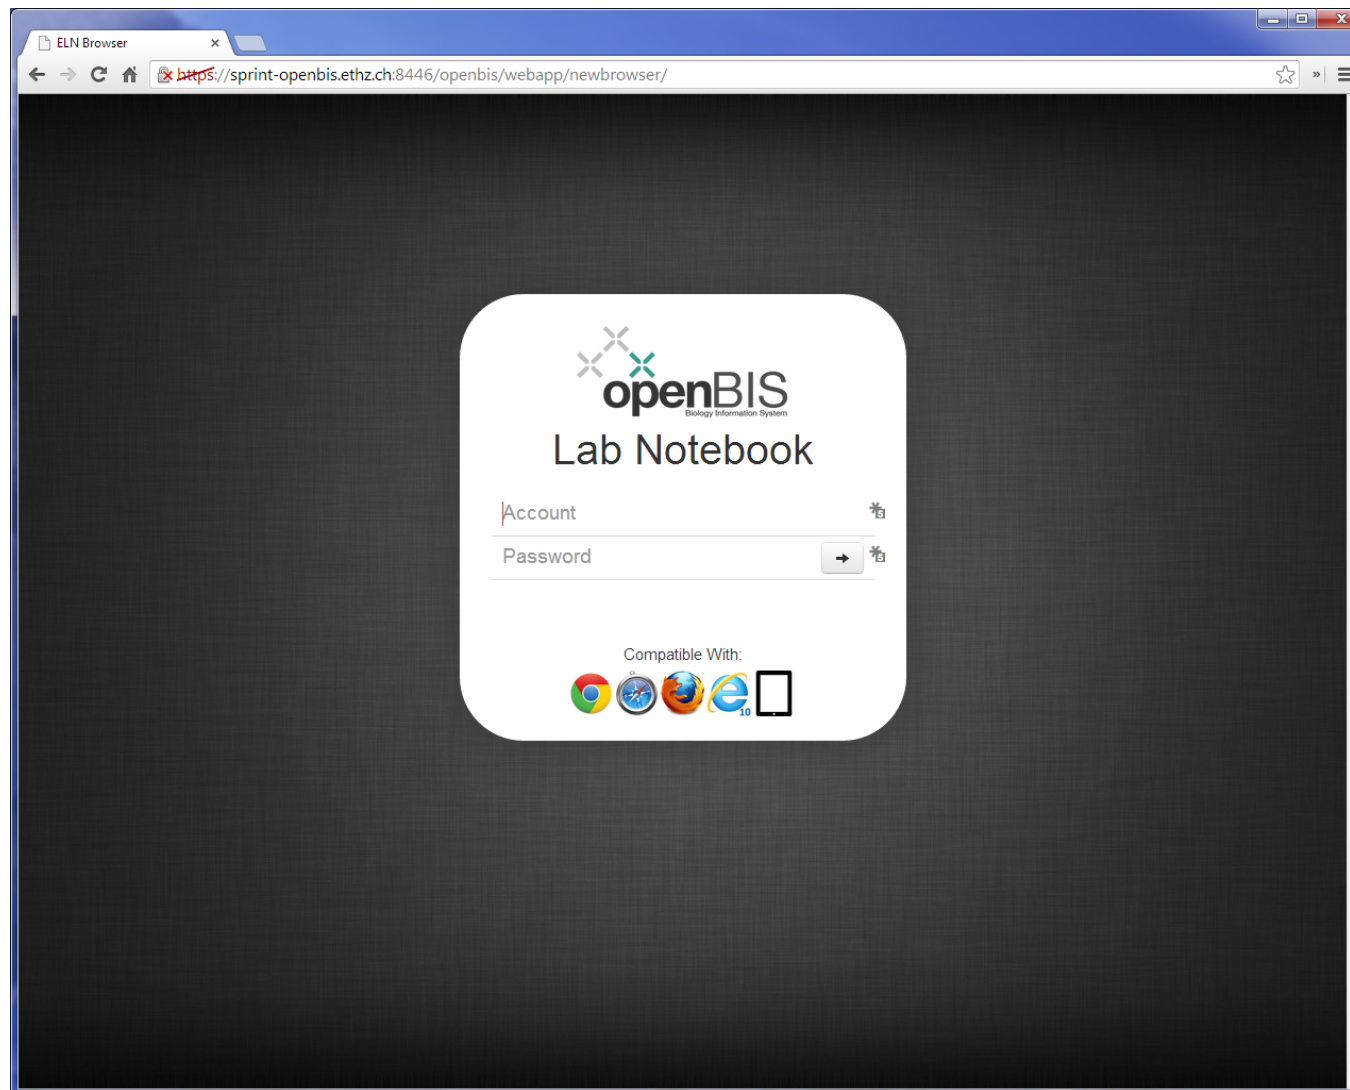 ELN Browser
https://sprint-openbis.ethz.ch:8446/openbis/webapp/newbrowser/
openBIS
Biology Information System
Lab Notebook
Account
Password
Compatible With:
10